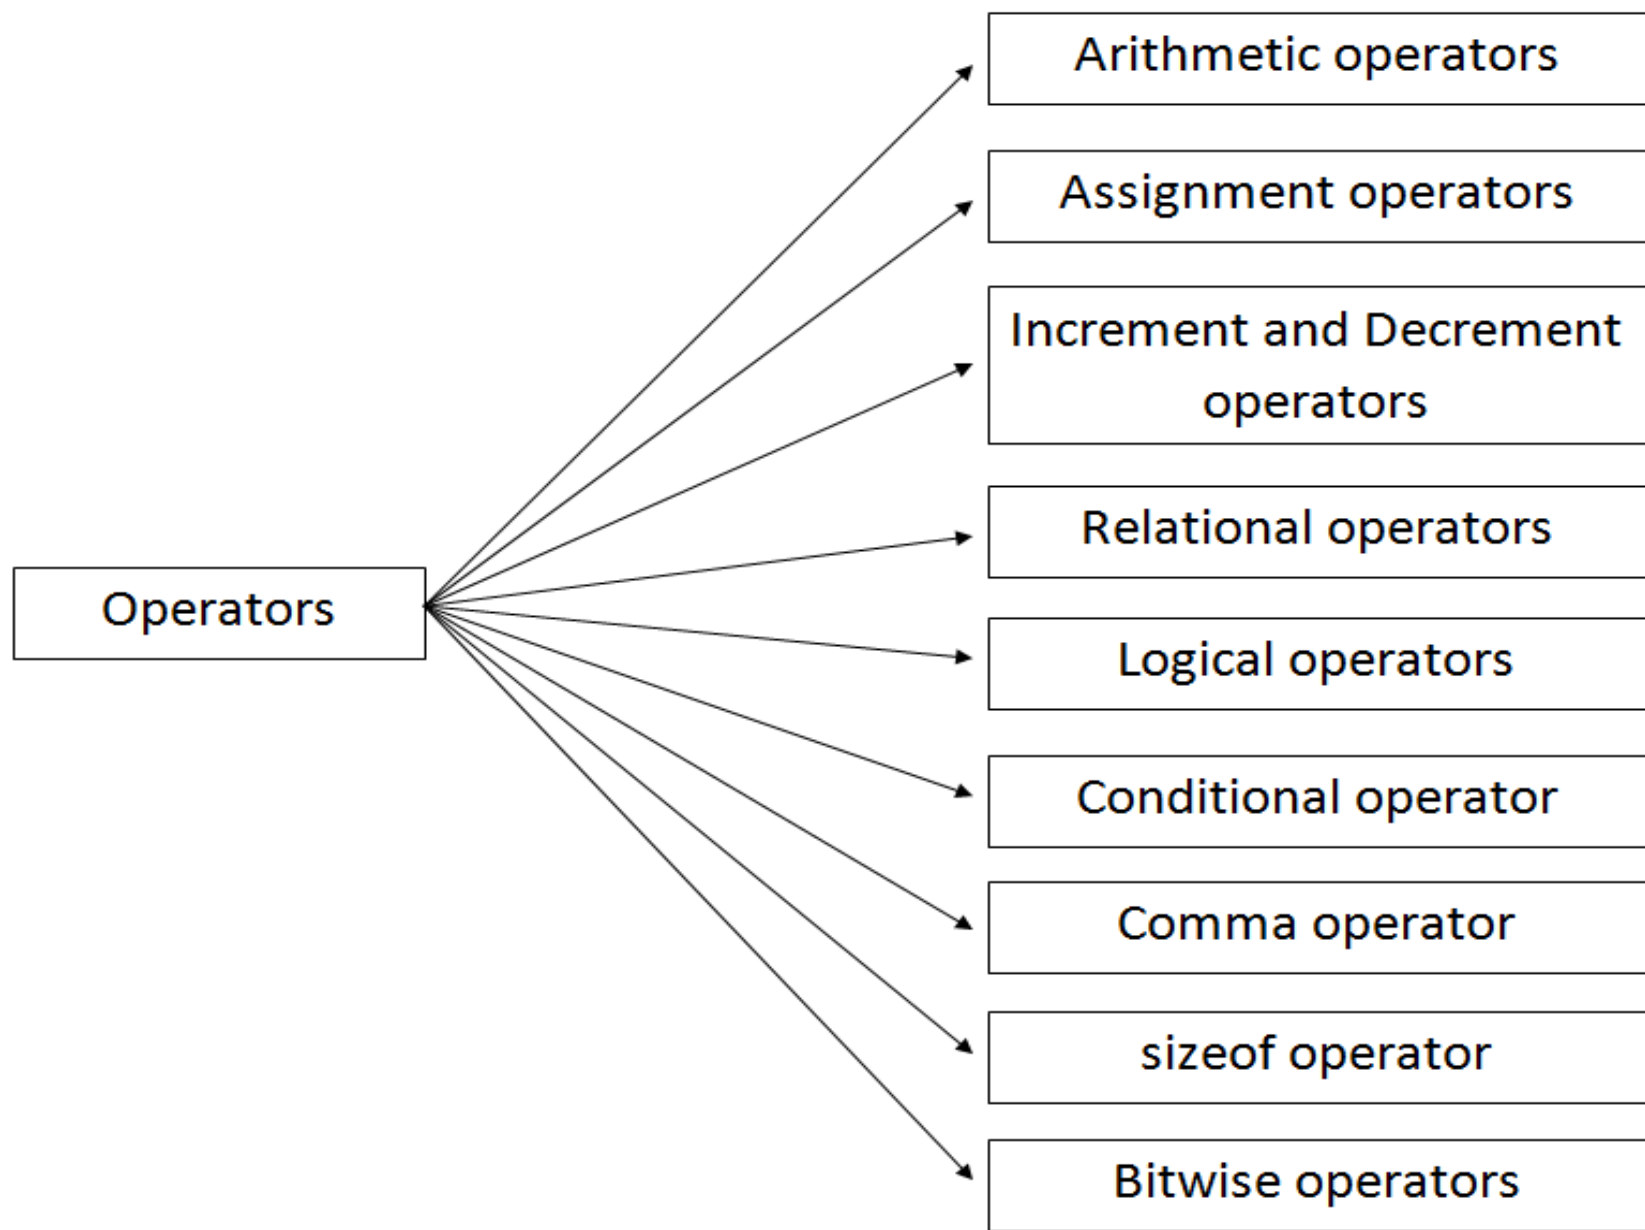 Arithmetic operators
Assignment operators
Increment and Decrement
operators
Relational operators
Operators
Logical operators
Conditional operator
Comma operator
sizeof operator
Bitwise operators